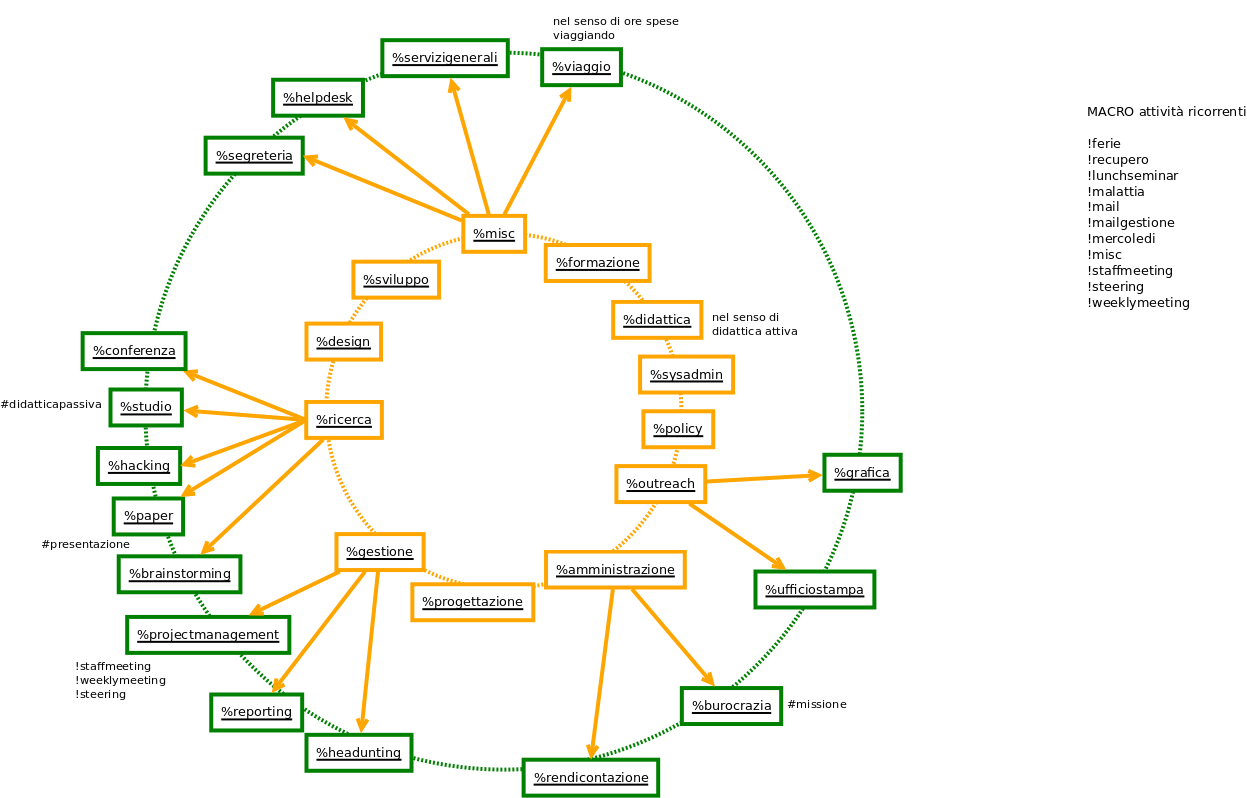 nel senso di ore spese
viaggiando
%servizigenerali
%viaggio
%helpdesk
%segreteria
%misc
%formazione
%sviluppo
%didattica
nel senso di
didattica attiva
%design
%conferenza
%sysadmin
#didatticapassiva
%studio
%ricerca
%policy
%hacking
%outreach
%grafica
%paper
#presentazione
%gestione
%brainstorming
%amministrazione
%progettazione
%ufficiostampa
%projectmanagement
!staffmeeting
!weeklymeeting
!steering
%reporting
%burocrazia
#missione
%headunting
%rendicontazione
MACRO attività ricorrenti
!ferie
!recupero
!lunchseminar
!malattia
!mail
!mailgestione
!mercoledi
!misc
!staffmeeting
!steering
!weeklymeeting